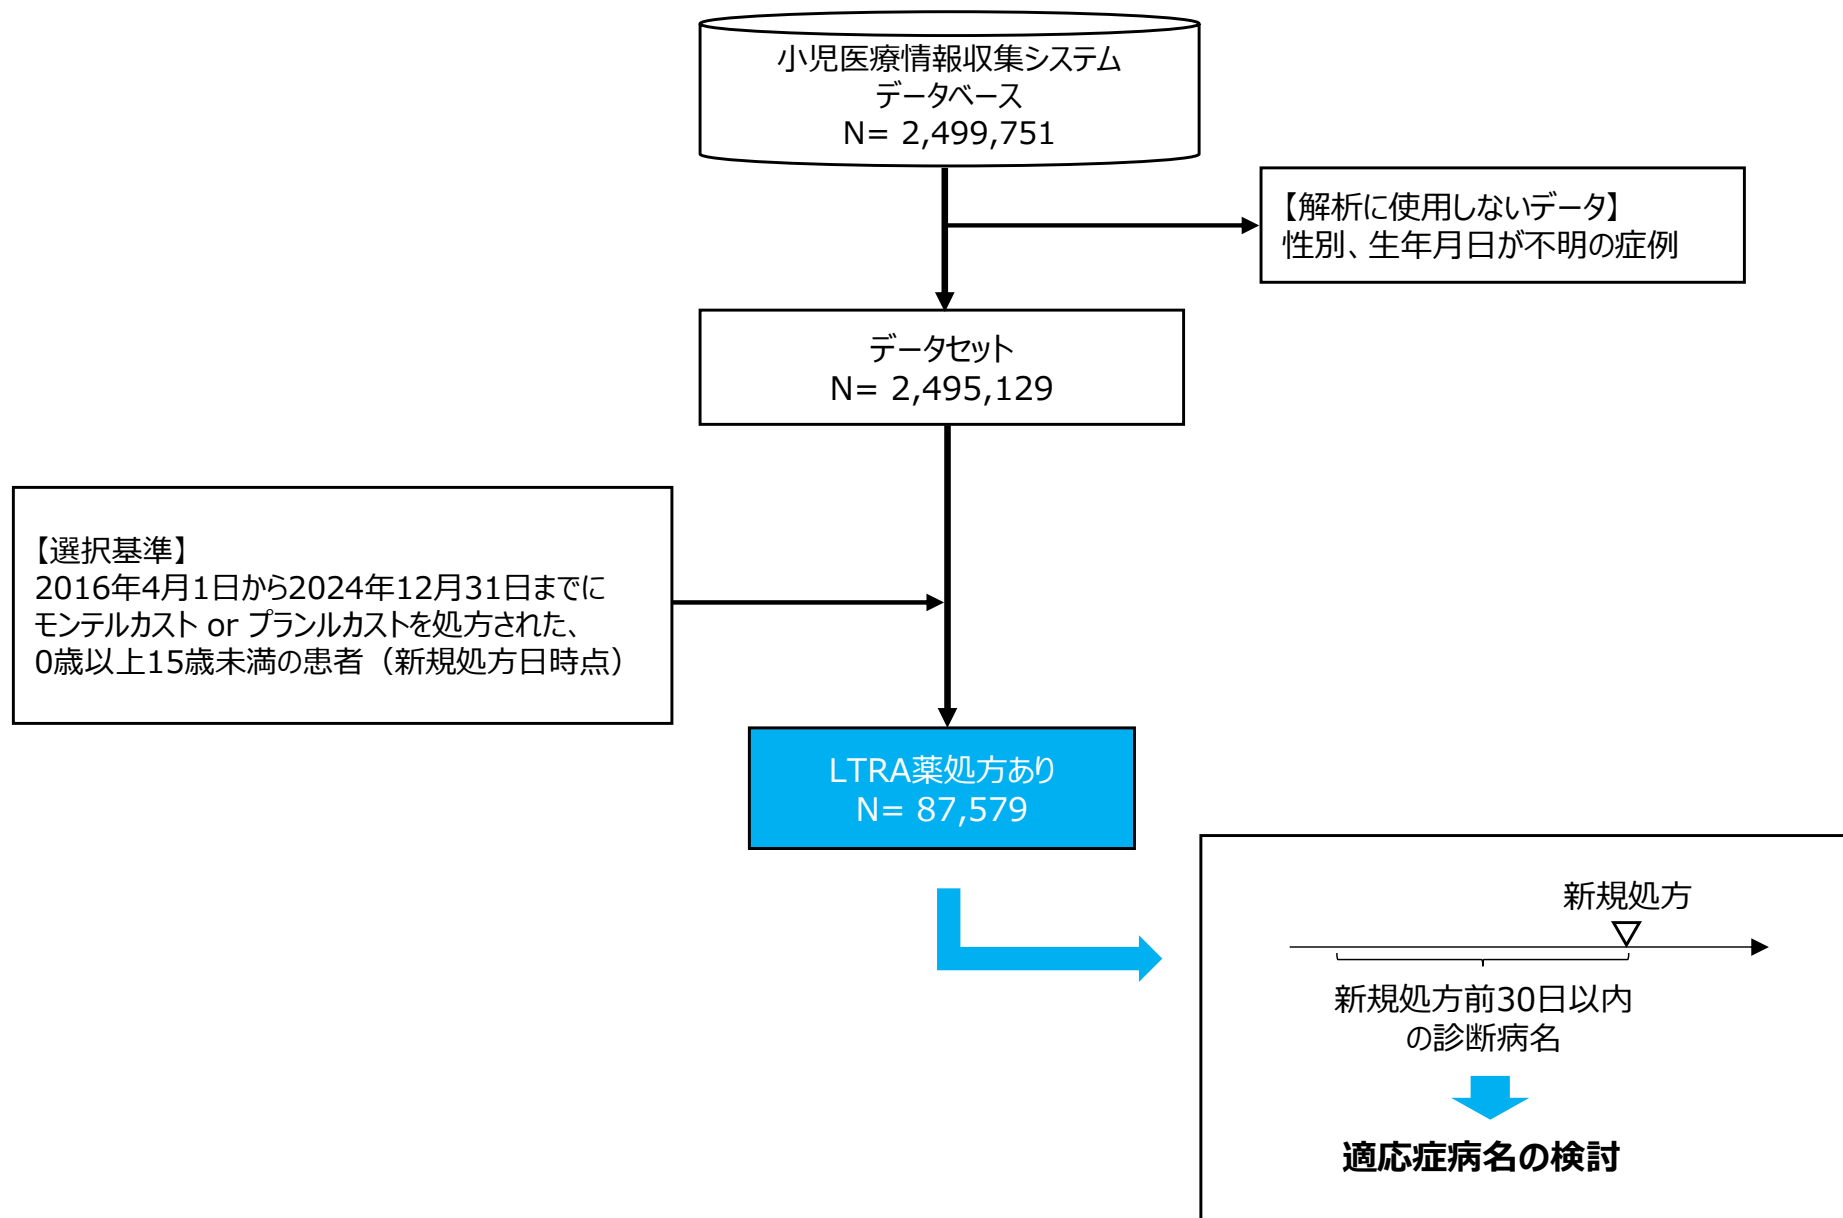 小児医療情報収集システム
データベース
N= 2,499,751
【解析に使用しないデータ】
性別、生年月日が不明の症例
データセット
N= 2,495,129
【選択基準】
2016年4月1日から2024年12月31日までに
モンテルカスト or プランルカストを処方された、
0歳以上15歳未満の患者（新規処方日時点）
LTRA薬処方あり
N= 87,579
新規処方
新規処方前30日以内
の診断病名
適応症病名の検討